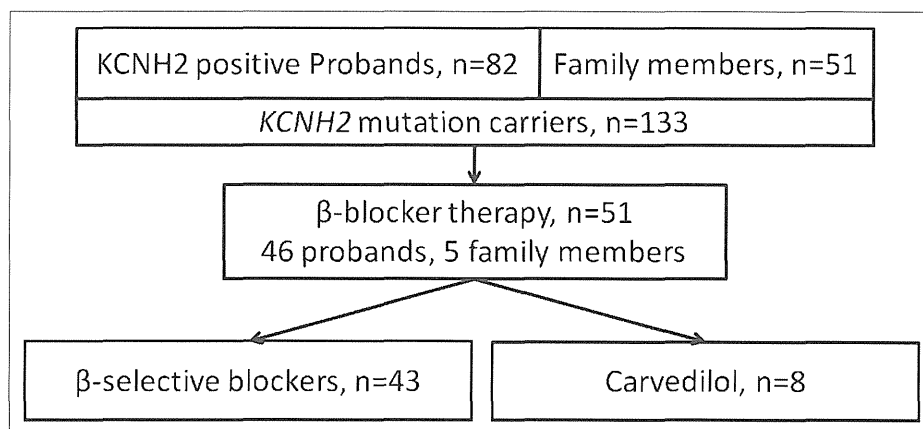 KCNH2 positive Probands, n=82
Family members, n=51
KCNH2 mutation carriers, n=133
β-blocker therapy, n=51
46 probands, 5 family members
β-selective blockers, n=43
Carvedilol, n=8